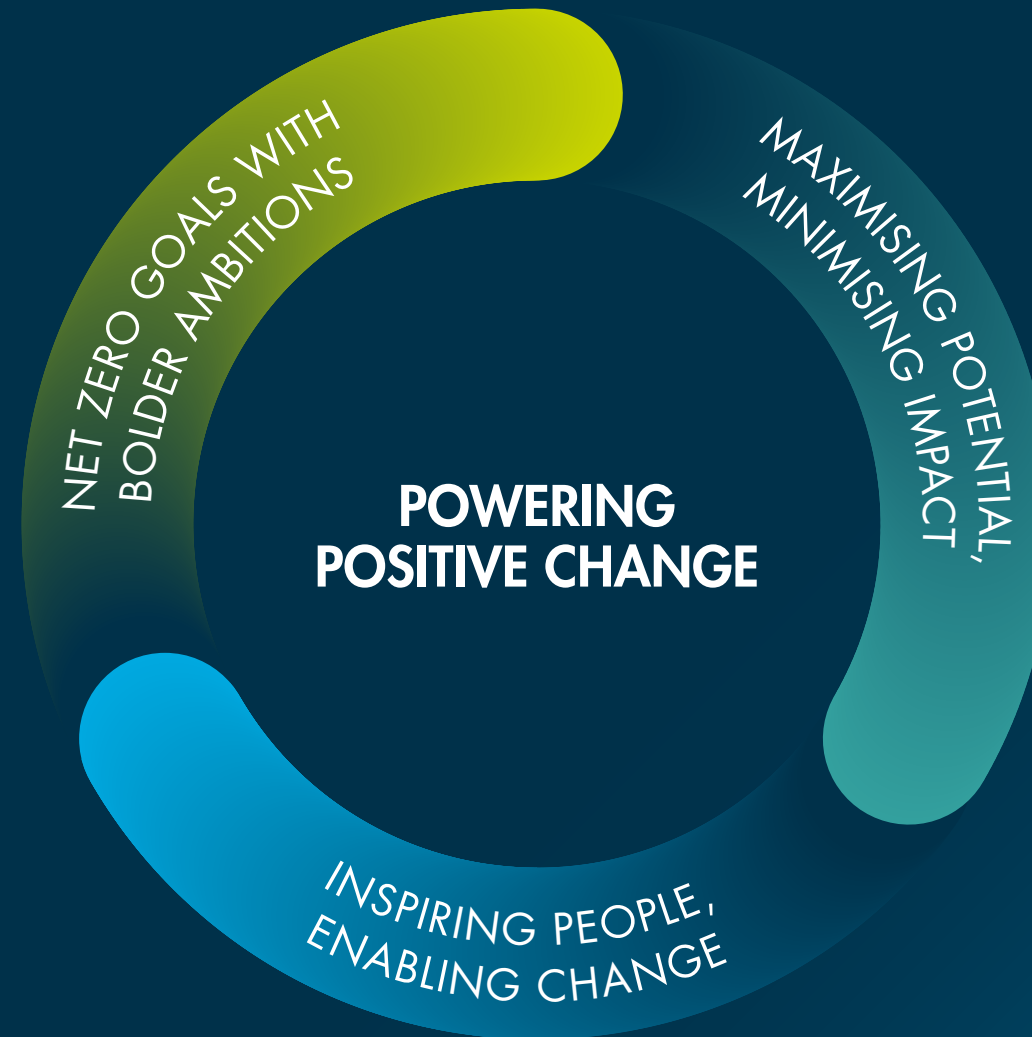 NET ZERO GOALS WITH
BOLDER AMBITIONS
MAXIMISING POTENTIAL,
MINIMISING IMPACT
POWERING
POSITIVE CHANGE
INSPIRING PEOPLE,
ENABLING CHANGE